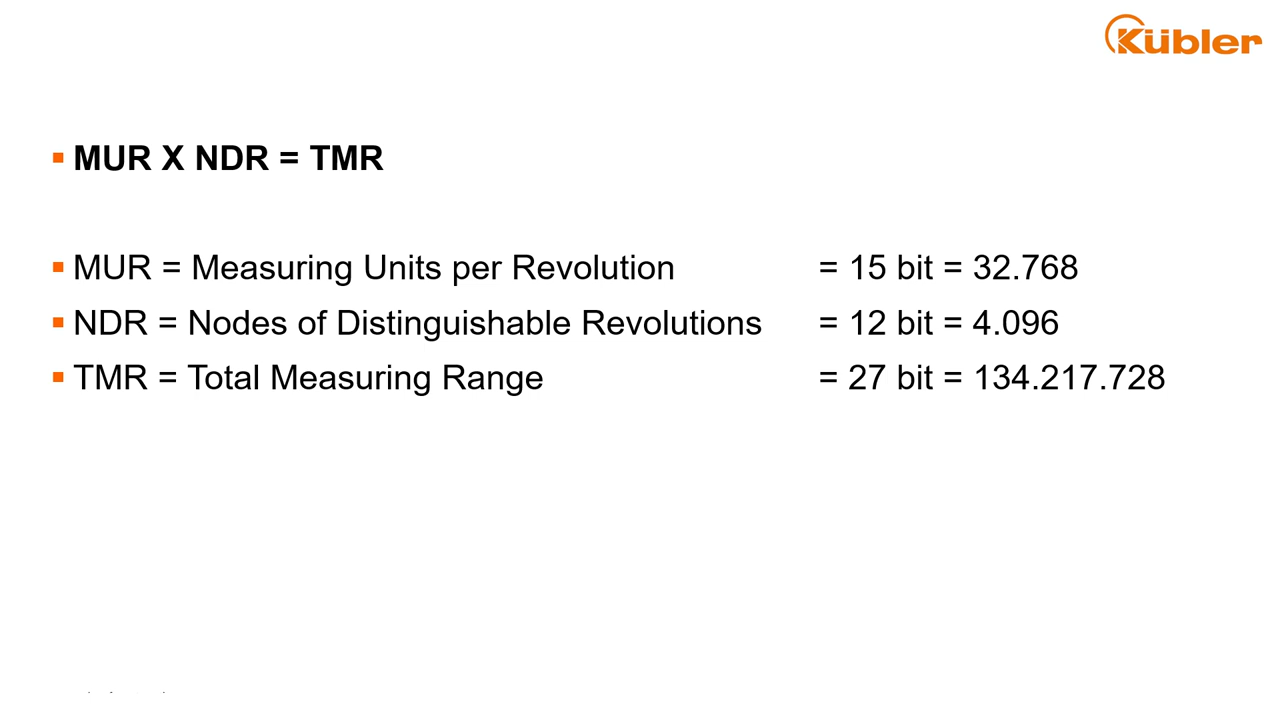 Kübler
MUR X NDR = TMR
MUR = Measuring Units per Revolution = 15 bit = 32.768
NDR = Nodes of Distinguishable Revolutions = 12 bit = 4.096
TMR = Total Measuring Range = 27 bit = 134.217.728